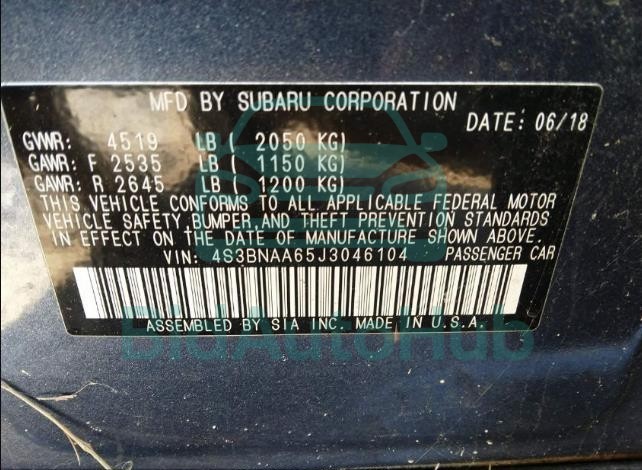 MFD BY SUBARU CORPORATION
DATE: 06/18
GVWR: 4519 LB ( 2050 KG)
GAWR: F 2535 LB ( 1150 KG)
GAWR: R 2645 LB ( 1200 KG)
THIS VEHICLE CONFORMS TO ALL APPLICABLE FEDERAL MOTOR
VEHICLE SAFETY,BUMPER,AND THEFT PREVENTION STANDARDS
IN EFFECT ON THE DATE OF MANUFACTURE SHOWN ABOVE.
VIN: 4S3BNAA65J3046104 PASSENGER CAR
ASSEMBLED BY SIA INC. MADE IN U.S.A.
BidAutoHub